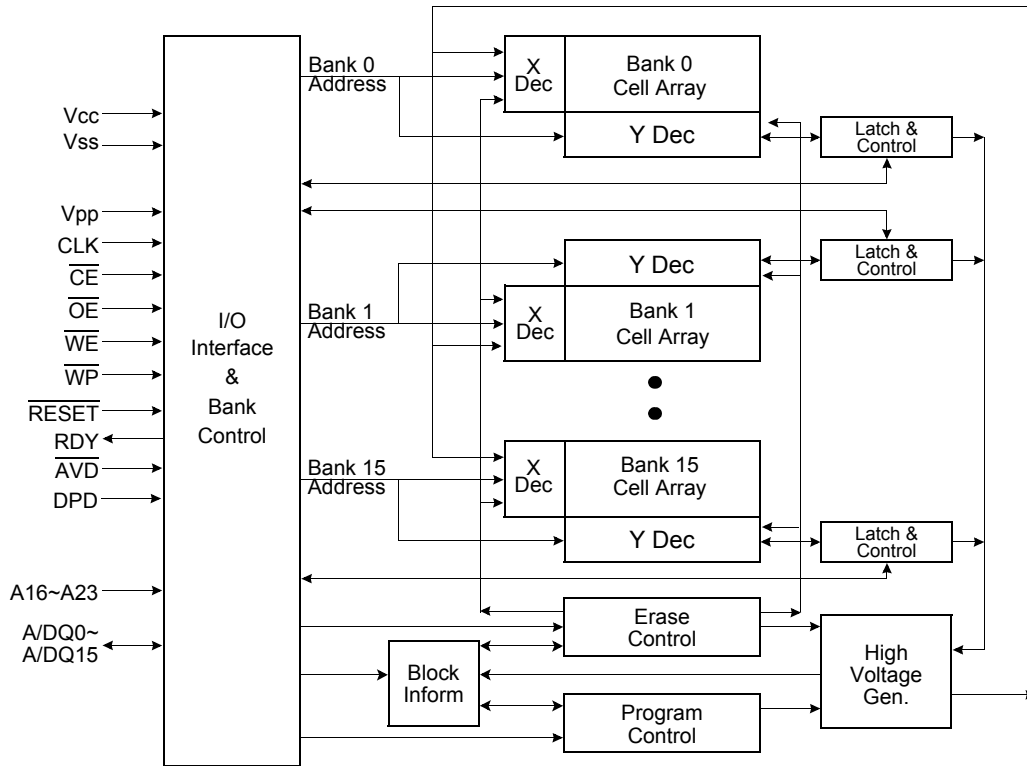 Vcc
Vss
Vpp
CLK
CE
OE
WE
WP
RESET
RDY
AVD
DPD
A16~A23
A/DQ0~
A/DQ15
I/O
Interface
&
Bank
Control
Bank 0
Address
X
Dec
Bank 0
Cell Array
Y Dec
Latch &
Control
Bank 1
Address
Y Dec
X
Dec
Bank 1
Cell Array
Latch &
Control
Bank 15
Address
X
Dec
Bank 15
Cell Array
Y Dec
Latch &
Control
Erase
Control
Block
Inform
Program
Control
High
Voltage
Gen.